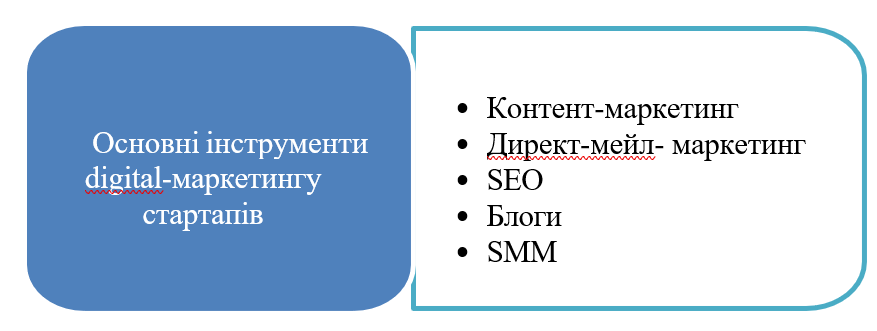 Основні інструменти
digital-маркетингу
стартапів
Контент-маркетинг
Директ-мейл- маркетинг
SEO
Блоги
SMM